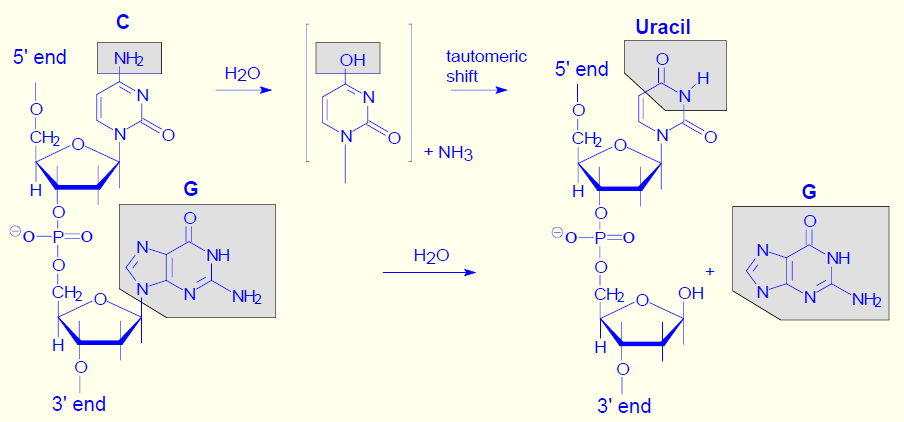 C
Uracil
5' end
NH2
OH
O
H2O
tautomeric
shift
5' end
H
N
N
N
N
O
O
N
O
N
O
N
O
+ NH3
CH2
O
CH2
O
H
H
G
G
O
O
⊖O–P=O
O
N
NH
H2O
⊖O–P=O
O
+
O
N
NH
N
N
NH2
N
N
NH2
CH2
O
CH2
O
OH
H
H
O
O
3' end
3' end